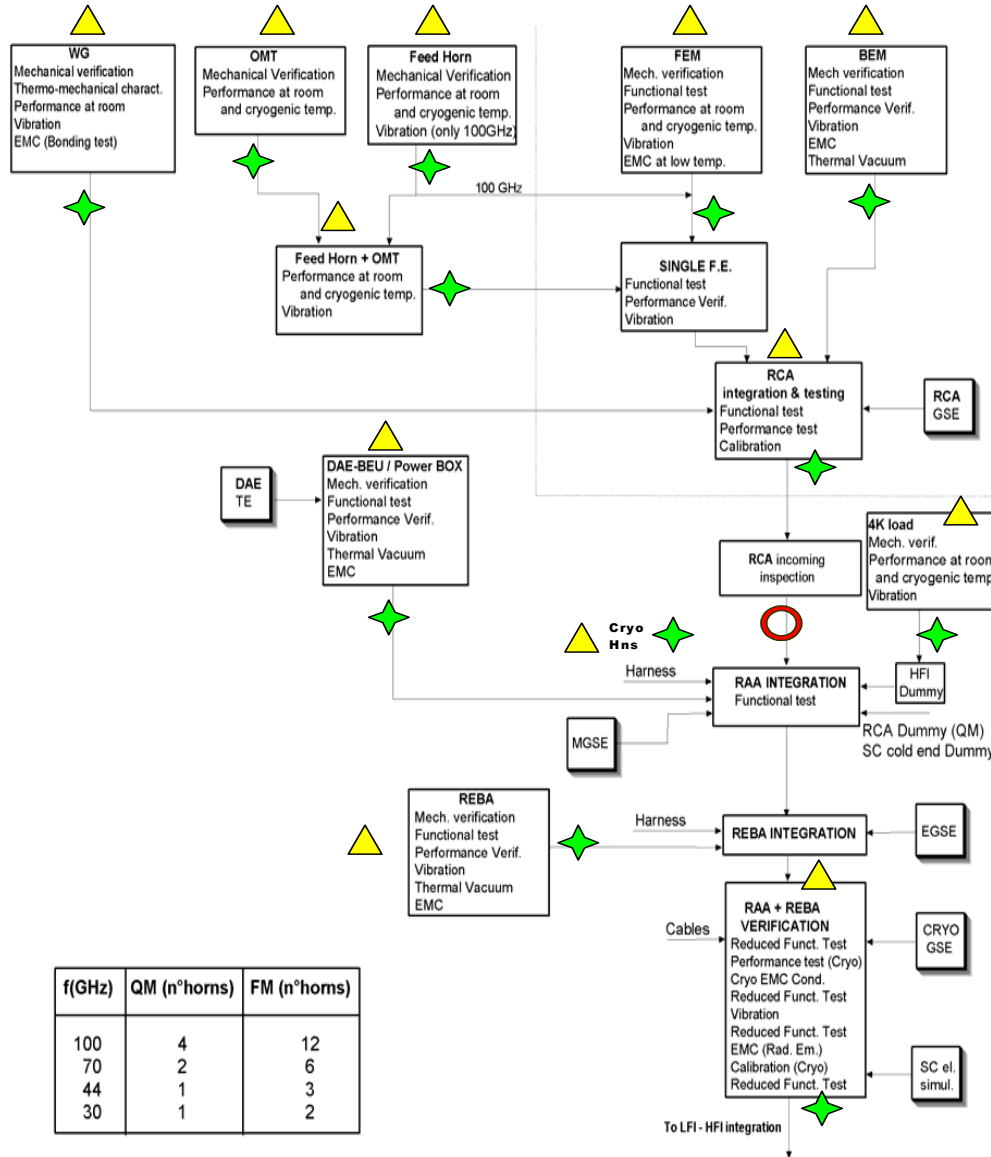 WG
Mechanical verification
Thermo-mechanical charact.
Performance at room
Vibration
EMC (Bonding test)
OMT
Mechanical Verification
Performance at room
and cryogenic temp.
Feed Horn
Mechanical Verification
Performance at room
and cryogenic temp.
Vibration (only 100GHz)
FEM
Mech. verification
Functional test
Performance at room
and cryogenic temp.
Vibration
EMC at low temp.
BEM
Mech verification
Functional test
Performance Verif.
Vibration
EMC
Thermal Vacuum
100 GHz
Feed Horn + OMT
Performance at room
and cryogenic temp.
Vibration
SINGLE F.E.
Functional test
Performance Verif.
Vibration
RCA
integration & testing
Functional test
Performance test
Calibration
RCA
GSE
DAE
TE
DAE-BEU / Power BOX
Mech. verification
Functional test
Performance Verif.
Vibration
Thermal Vacuum
EMC
RCA incoming
inspection
4K load
Mech. verif.
Performance at room
and cryogenic temp
Vibration
Cryo
Hns
Harness
RAA INTEGRATION
Functional test
HFI
Dummy
MGSE
RCA Dummy (QM)
SC cold end Dummy
REBA
Mech. verification
Functional test
Performance Verif.
Vibration
Thermal Vacuum
EMC
Harness
REBA INTEGRATION
EGSE
Cables
RAA + REBA
VERIFICATION
Reduced Funct. Test
Performance test (Cryo)
Cryo EMC Cond.
Reduced Funct. Test
Vibration
Reduced Funct. Test
EMC (Rad. Em.)
Calibration (Cryo)
Reduced Funct. Test
CRYO
GSE
SC el.
simul.
To LFI - HFI integration
f(GHz) QM (n°horns) FM (n°horns)
100 4 12
70 2 6
44 1 3
30 1 2